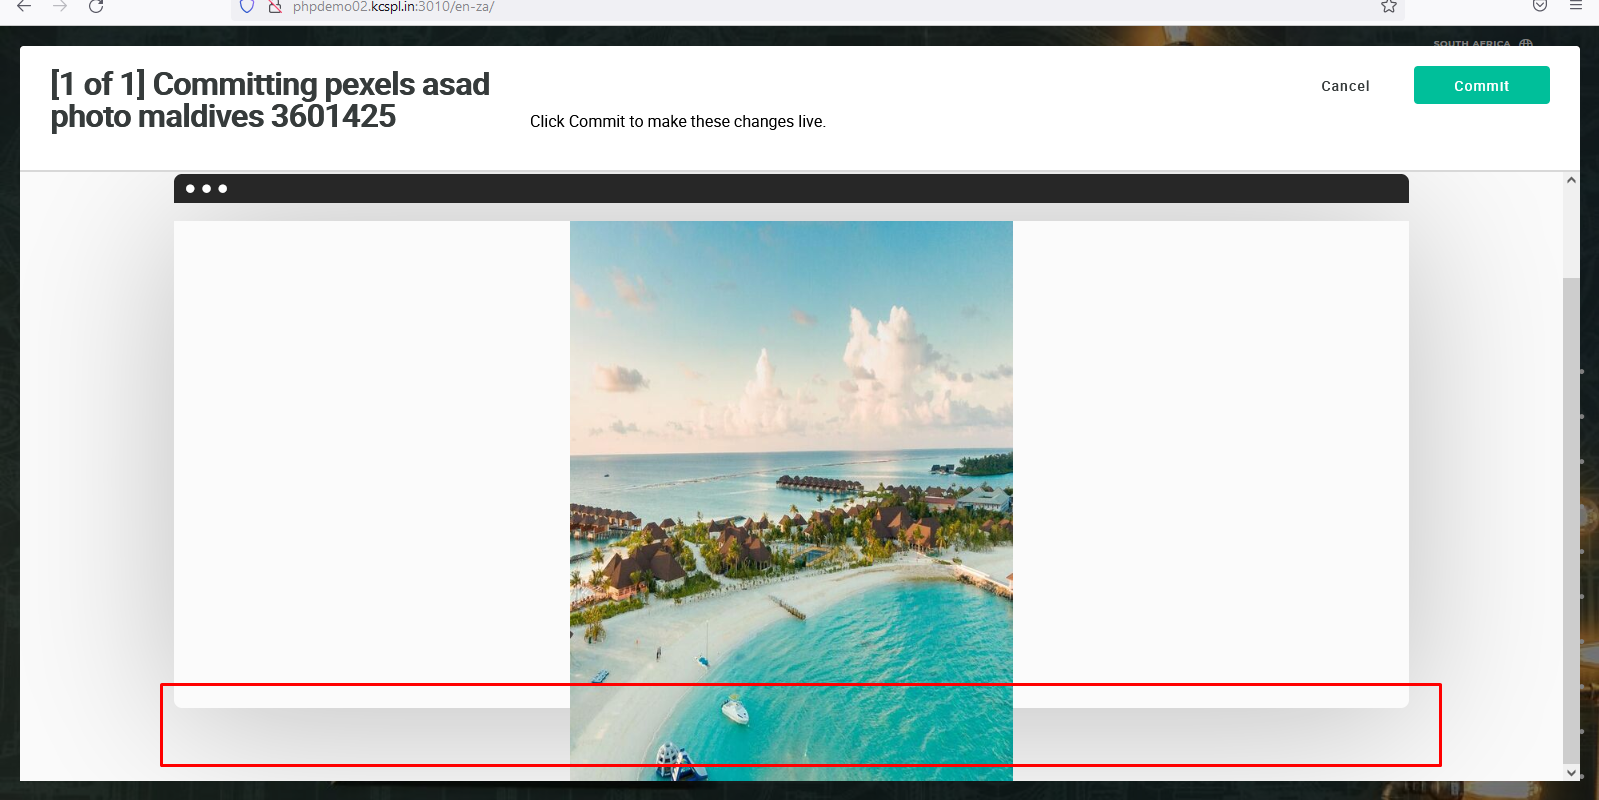 phpdemo02.kcspl.in:3010/en-za/
SOUTH AFRICA
[1 of 1] Committing pexels asad
photo maldives 3601425
Click Commit to make these changes live.
Cancel
Commit